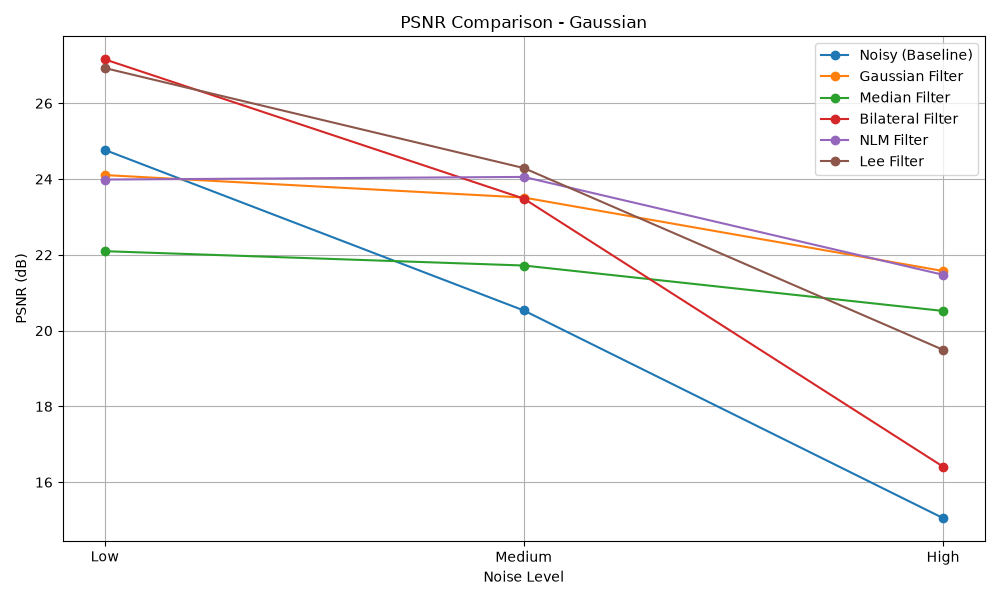 PSNR Comparison - Gaussian
Noisy (Baseline)
Gaussian Filter
Median Filter
Bilateral Filter
NLM Filter
Lee Filter
PSNR (dB)
26
24
22
20
18
16
Low Medium High
Noise Level